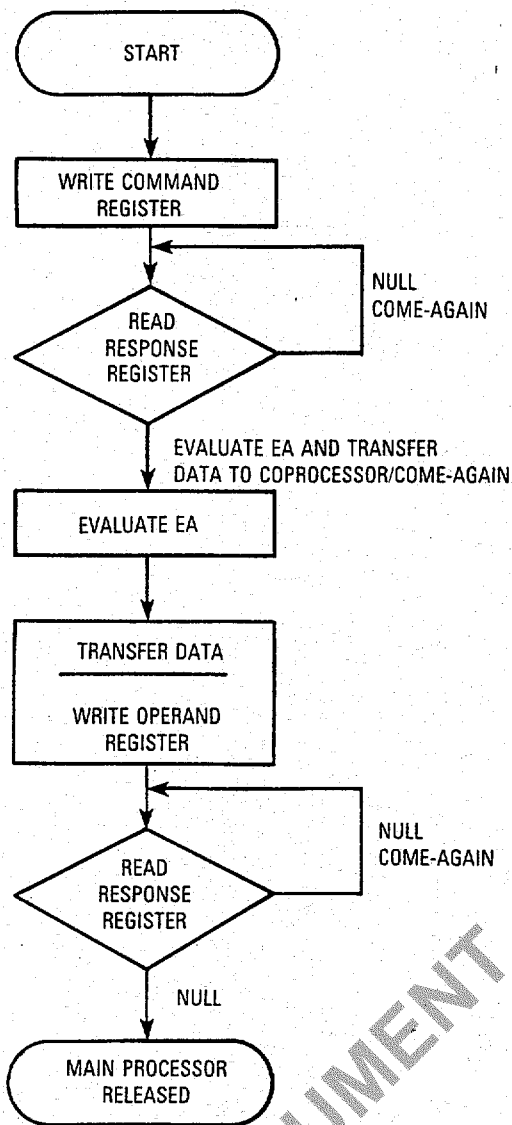 START
WRITE COMMAND
REGISTER
NULL
COME-AGAIN
READ
RESPONSE
REGISTER
EVALUATE EA AND TRANSFER
DATA TO COPROCESSOR/COME-AGAIN
EVALUATE EA
TRANSFER DATA
WRITE OPERAND
REGISTER
NULL
COME-AGAIN
READ
RESPONSE
REGISTER
NULL
MAIN PROCESSOR
RELEASED